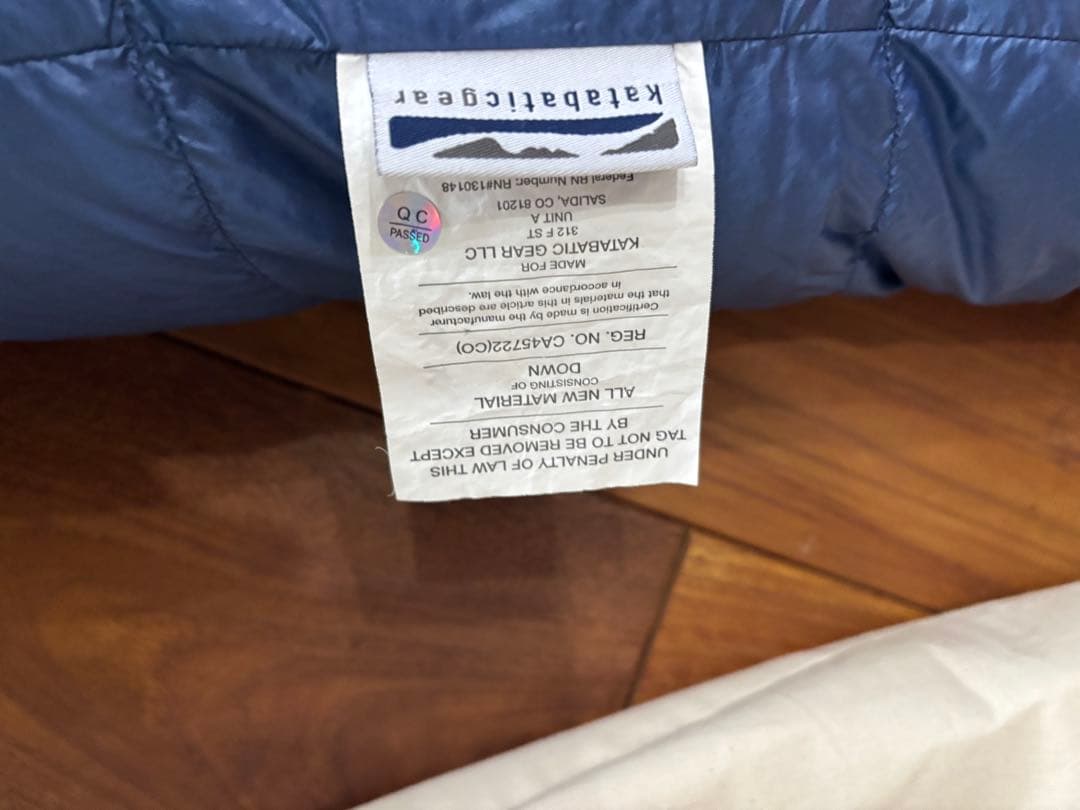 UNDER PENALTY OF LAW THIS
TAG NOT TO BE REMOVED EXCEPT
BY THE CONSUMER
ALL NEW MATERIAL
CONSISTING OF
DOWN
REG. NO. CA45722(CO)
Certification is made by the manufacturer
that the materials in this article are described
in accordance with the law.
MADE FOR
KATABATIC GEAR LLC
312 F ST
UNIT A
SALIDA, CO 81201
Federal RN Number: RN#130148
Katabaticgear
QC
PASSED